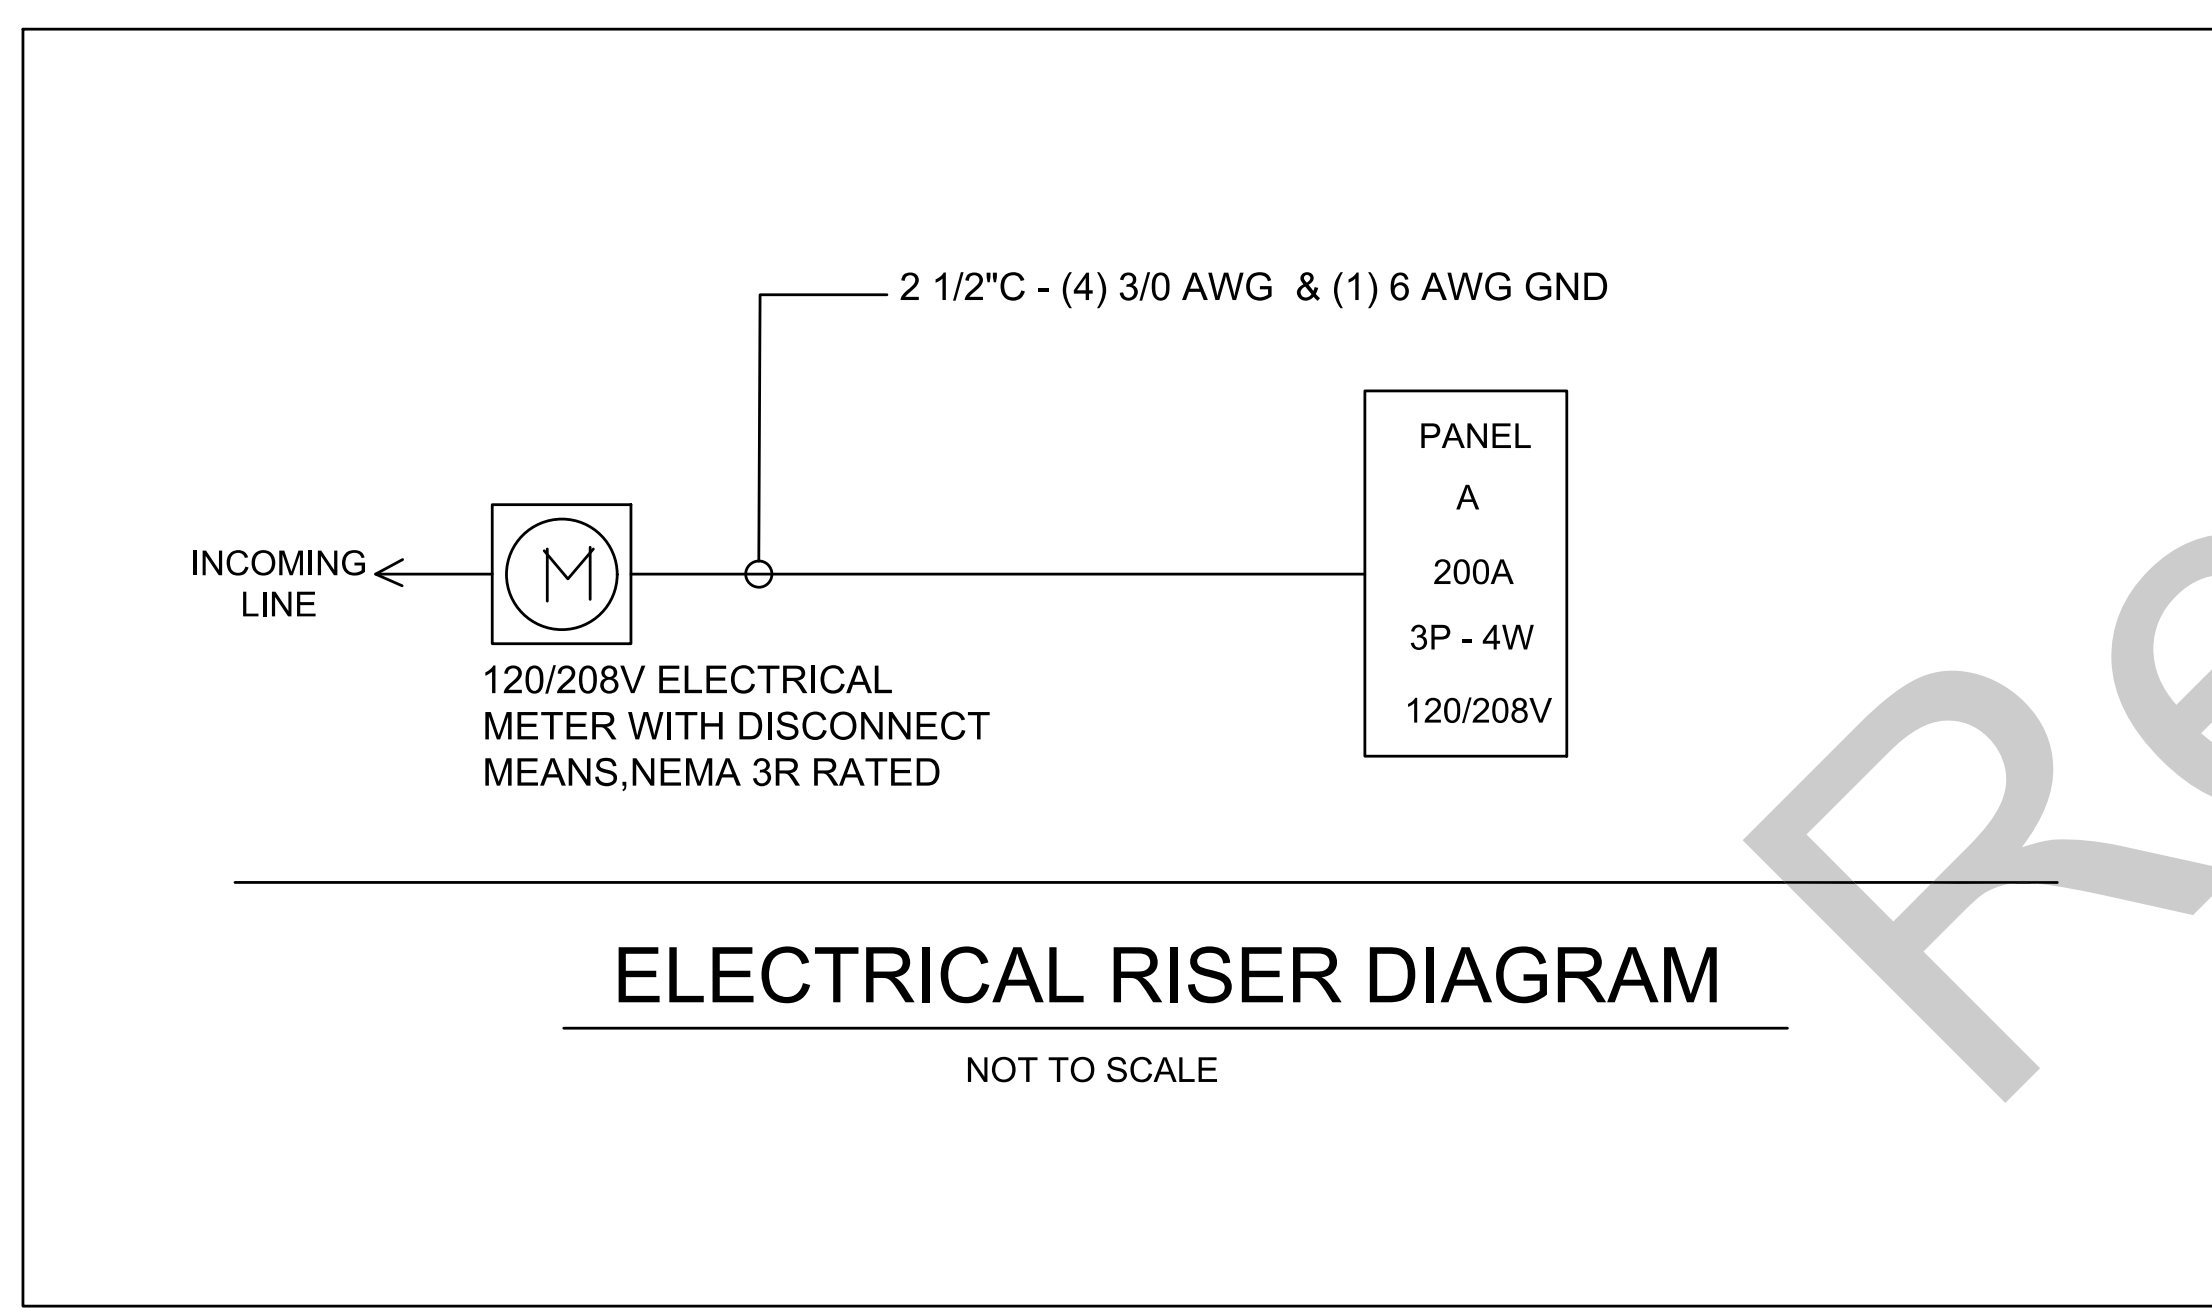 2 1/2"C - (4) 3/0 AWG & (1) 6 AWG GND
PANEL
A
200A
3P - 4W
120/208V
INCOMING
LINE
M
120/208V ELECTRICAL
METER WITH DISCONNECT
MEANS,NEMA 3R RATED
ELECTRICAL RISER DIAGRAM
NOT TO SCALE
Re